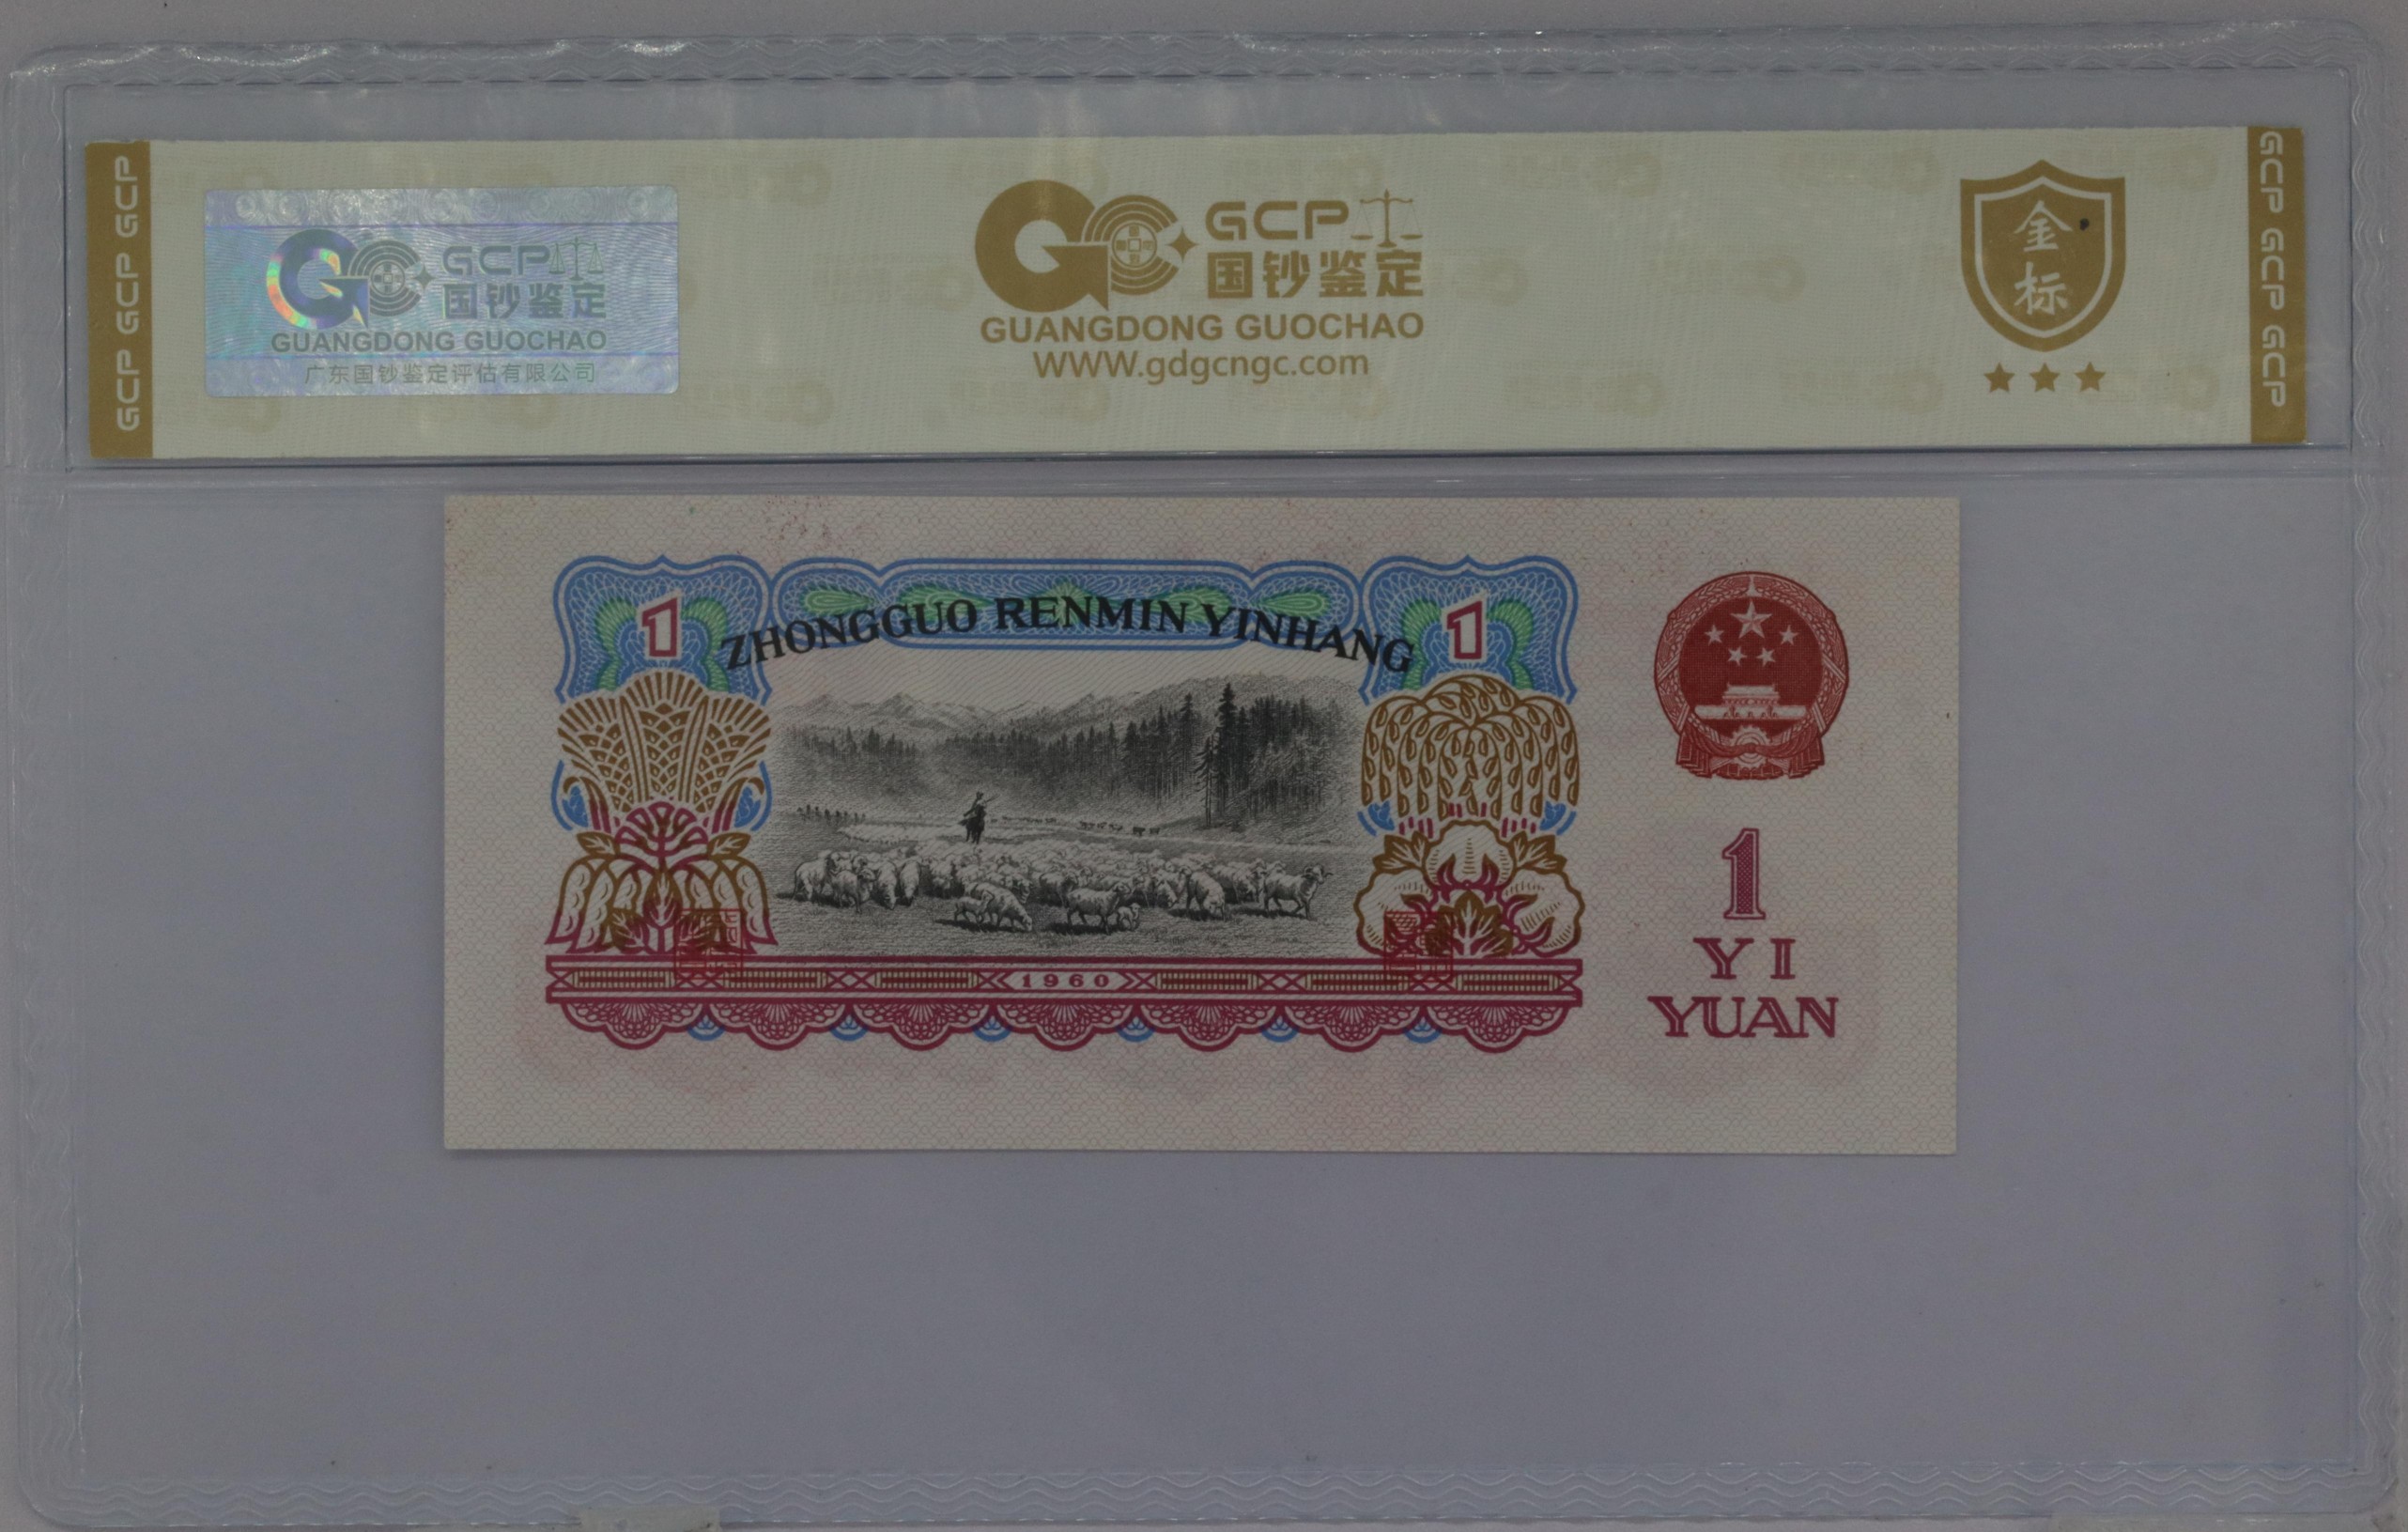 GCP GCP GCP
GCP
国钞鉴定
GUANGDONG GUOCHAO
广东国钞鉴定评估有限公司
GCP
国钞鉴定
GUANGDONG GUOCHAO
WWW.gdgcngc.com
金标
GCP GCP GCP
1
ZHONGGUO RENMIN YINHANG
1
1960
1
YI
YUAN